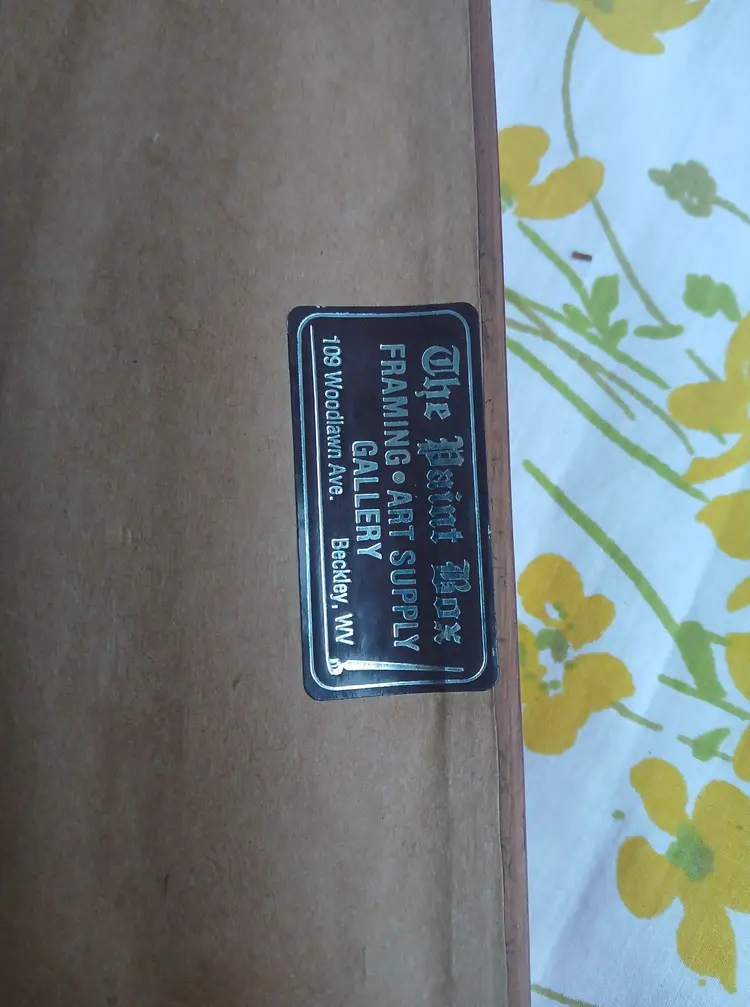 The Paint Box
FRAMING • ART SUPPLY
GALLERY
109 Woodlawn Ave. Beckley, WV